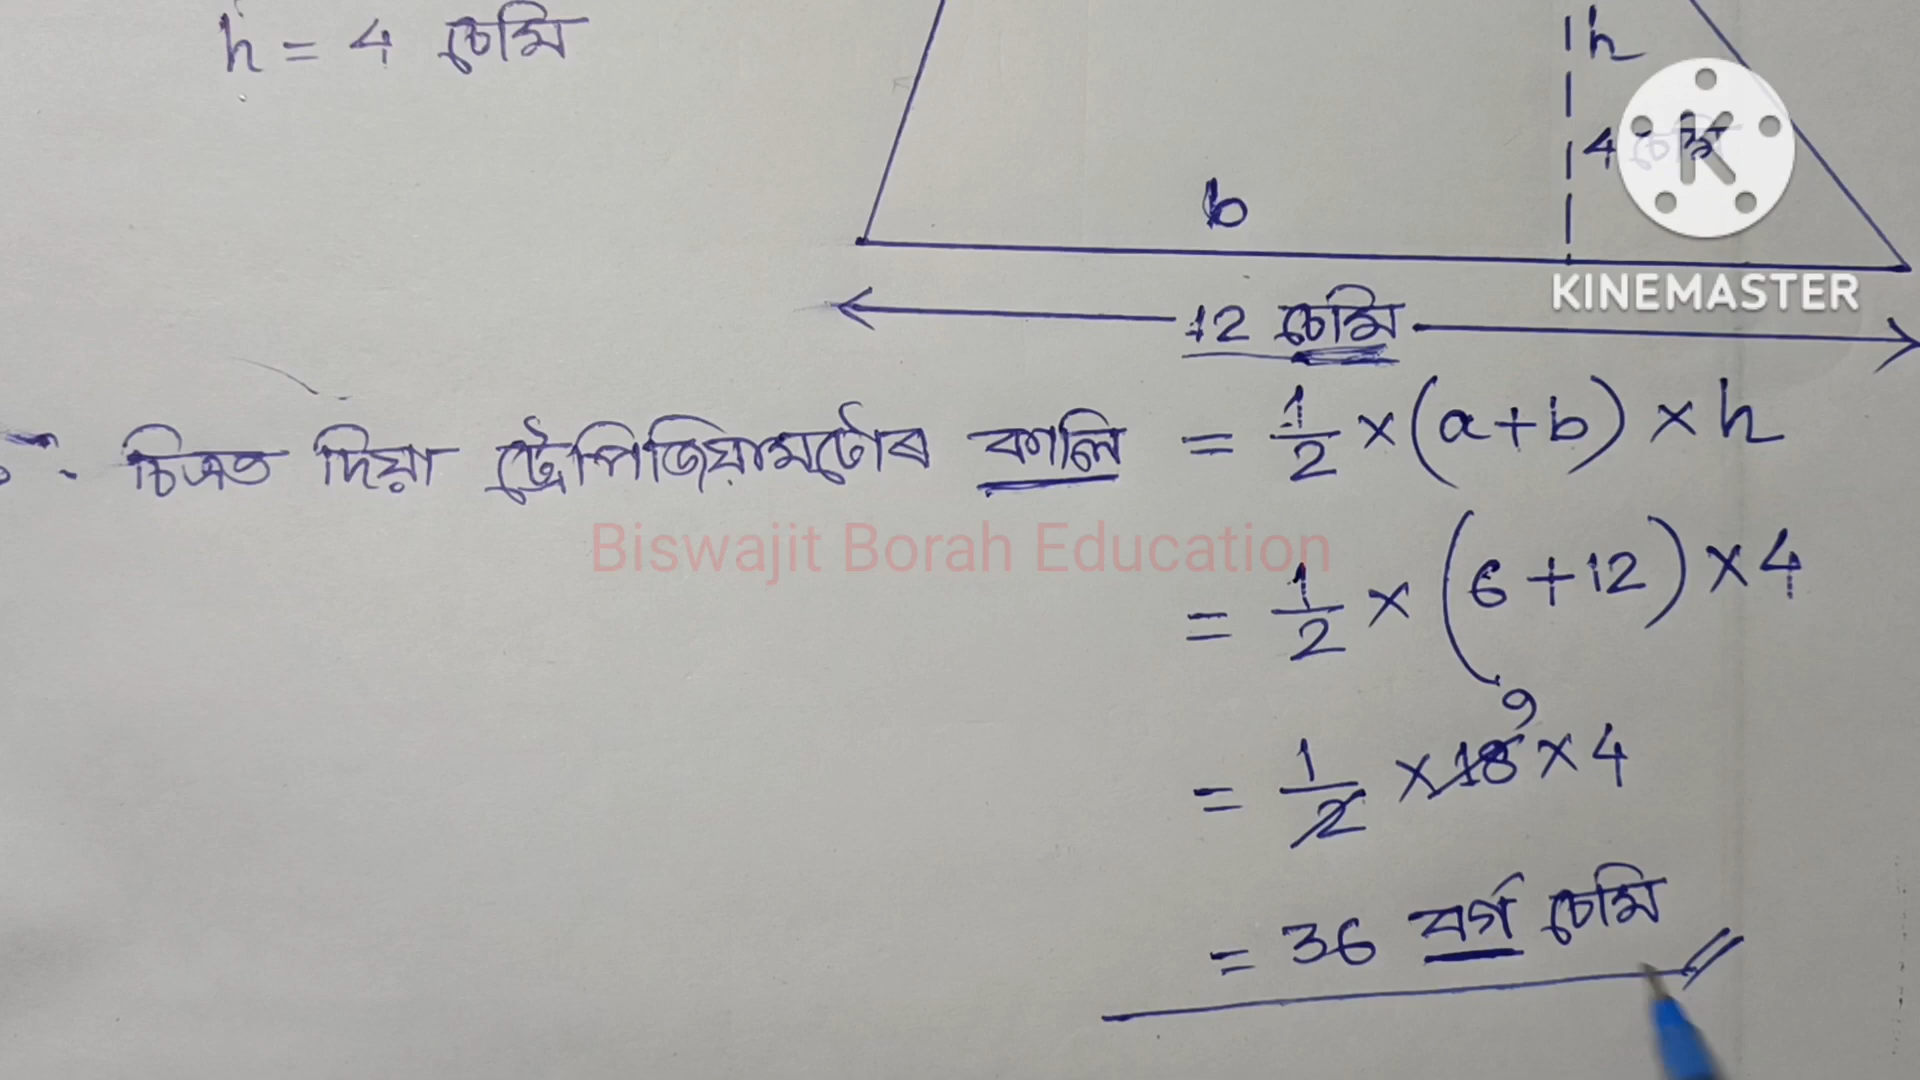 h = 4 চেমি
h
4
b
KINEMASTER
12 চেমি
চিত্ৰত দিয়া ট্ৰেপিজিয়ামটোৰ কালি = 1/2 × (a + b) × h
Biswajit Borah Education
= 1/2 × (6 + 12) × 4
9
= 1/2 × 18 × 4
= 36 বৰ্গ চেমি